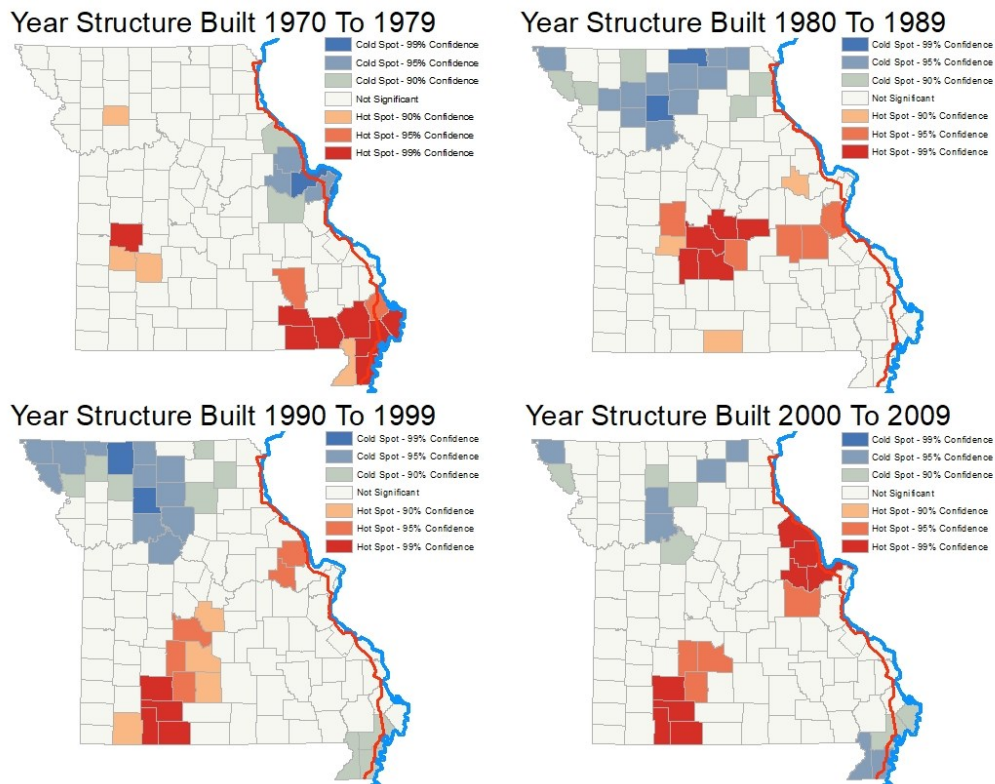 Year Structure Built 1970 To 1979
Cold Spot - 99% Confidence
Cold Spot - 95% Confidence
Cold Spot - 90% Confidence
Not Significant
Hot Spot - 90% Confidence
Hot Spot - 95% Confidence
Hot Spot - 99% Confidence
Year Structure Built 1980 To 1989
Cold Spot - 99% Confidence
Cold Spot - 95% Confidence
Cold Spot - 90% Confidence
Not Significant
Hot Spot - 90% Confidence
Hot Spot - 95% Confidence
Hot Spot - 99% Confidence
Year Structure Built 1990 To 1999
Cold Spot - 99% Confidence
Cold Spot - 95% Confidence
Cold Spot - 90% Confidence
Not Significant
Hot Spot - 90% Confidence
Hot Spot - 95% Confidence
Hot Spot - 99% Confidence
Year Structure Built 2000 To 2009
Cold Spot - 99% Confidence
Cold Spot - 95% Confidence
Cold Spot - 90% Confidence
Not Significant
Hot Spot - 90% Confidence
Hot Spot - 95% Confidence
Hot Spot - 99% Confidence